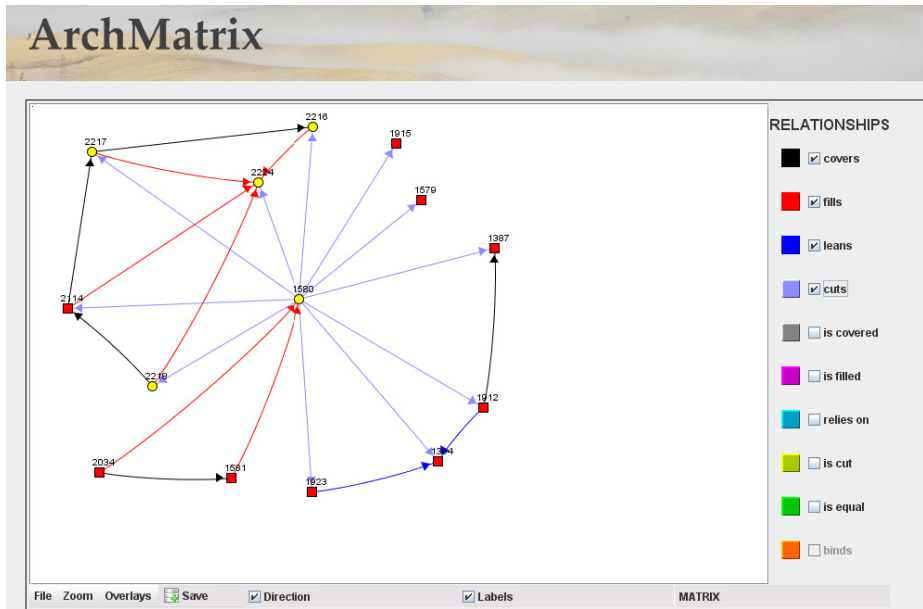 ArchMatrix
2216
2217
1915
2224
1579
1387
1580
2114
2218
1912
2034
1581
1923
RELATIONSHIPS
covers
fills
leans
cuts
is covered
is filled
relies on
is cut
is equal
binds
File Zoom Overlays Save Direction Labels MATRIX